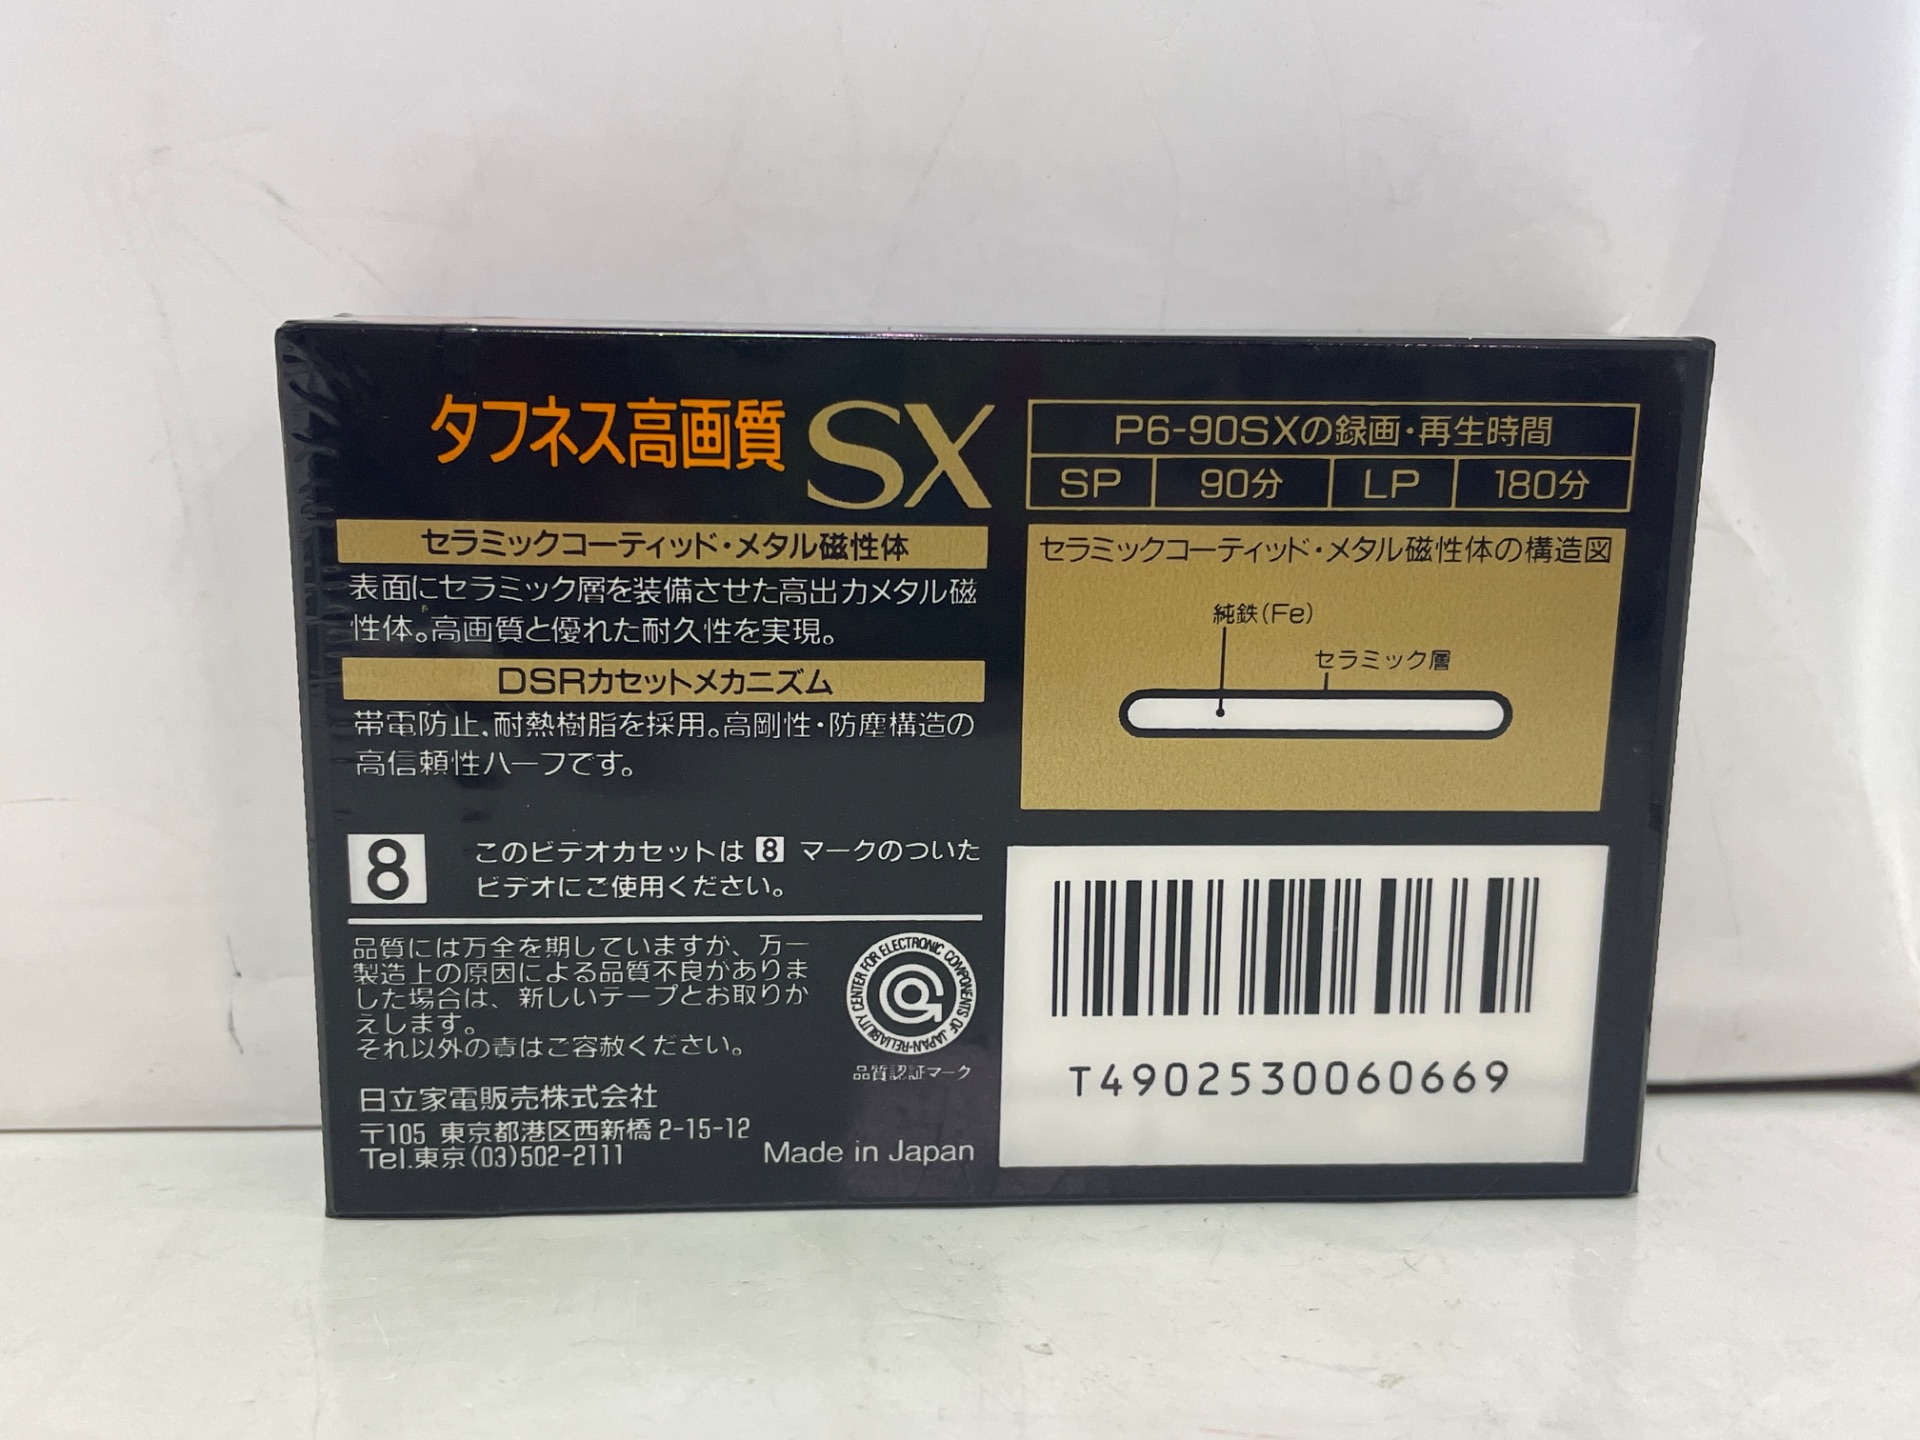 タフネス高画質 SX
セラミックコーティッド・メタル磁性体
表面にセラミック層を装備させた高出力メタル磁
性体。高画質と優れた耐久性を実現。
DSRカセットメカニズム
帯電防止、耐熱樹脂を採用。高剛性・防塵構造の
高信頼性ハーフです。
8 このビデオカセットは 8 マークのついた
ビデオにご使用ください。
品質には万全を期していますが、万一
製造上の原因による品質不良がありま
した場合は、新しいテープとお取りか
えします。
それ以外の責はご容赦ください。
RELIABILITY CENTER FOR ELECTRONIC COMPONENTS OF JAPAN
品質認証マーク
日立家電販売株式会社
〒105 東京都港区西新橋2-15-12
Tel.東京(03)502-2111
Made in Japan
P6-90SXの録画・再生時間
SP 90分 LP 180分
セラミックコーティッド・メタル磁性体の構造図
純鉄(Fe)
セラミック層
T4902530060669